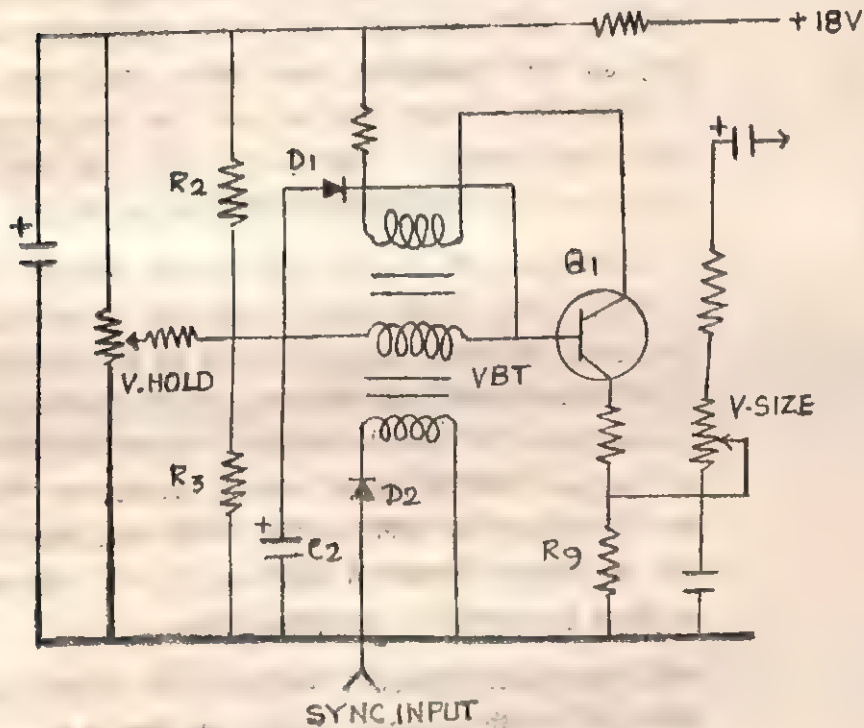 + 18V
+
D1
R2
Q1
+
V.HOLD
VBT
V-SIZE
R3
D2
+
C2
R9
SYNC INPUT